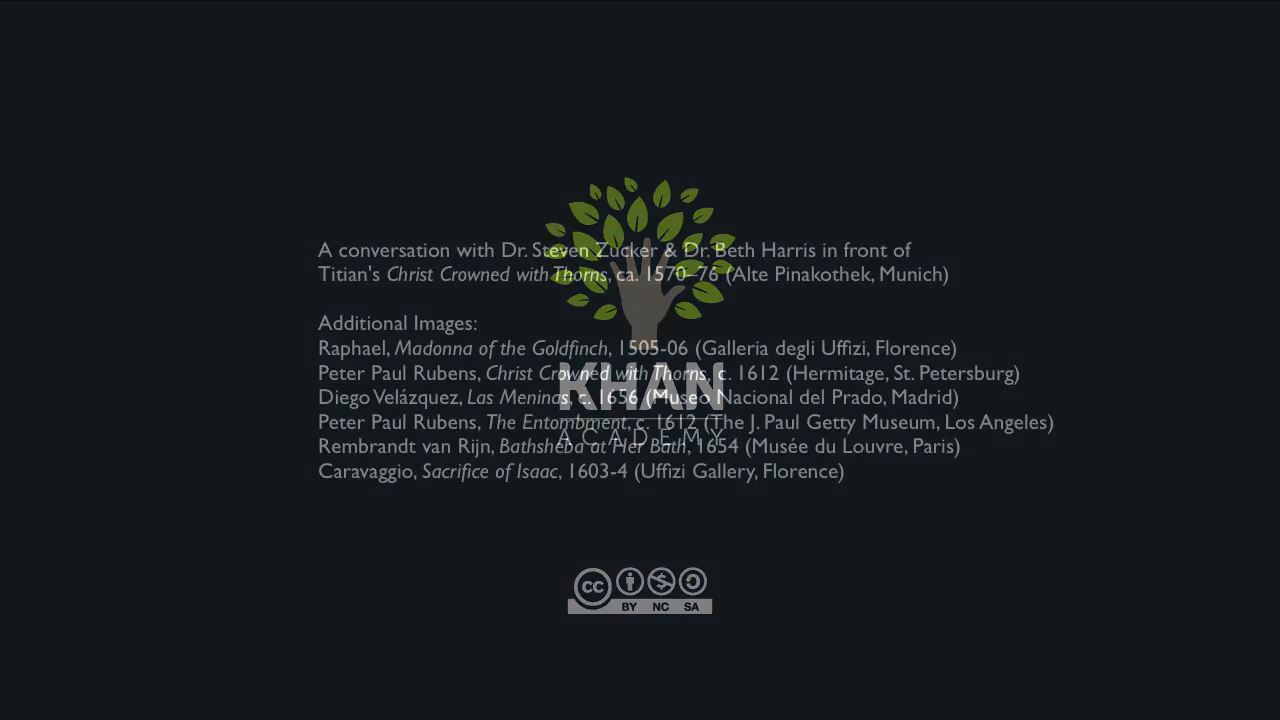 A conversation with Dr. Steven Zucker & Dr. Beth Harris in front of
Titian's Christ Crowned with Thorns, ca. 1570–76 (Alte Pinakothek, Munich)
Additional Images:
Raphael, Madonna of the Goldfinch, 1505-06 (Galleria degli Uffizi, Florence)
Peter Paul Rubens, Christ Crowned with Thorns, c. 1612 (Hermitage, St. Petersburg)
Diego Velázquez, Las Meninas, c. 1656 (Museo Nacional del Prado, Madrid)
Peter Paul Rubens, The Entombment, c. 1612 (The J. Paul Getty Museum, Los Angeles)
Rembrandt van Rijn, Bathsheba at Her Bath, 1654 (Musée du Louvre, Paris)
Caravaggio, Sacrifice of Isaac, 1603-4 (Uffizi Gallery, Florence)
KHAN
ACADEMY
cc
BY NC SA